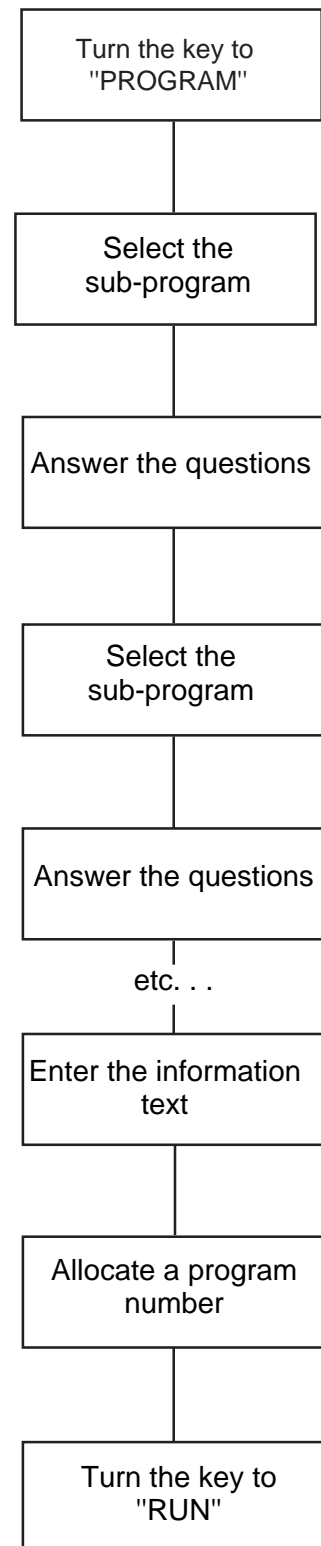 Turn the key to
"PROGRAM"
Select the
sub-program
Answer the questions
Select the
sub-program
Answer the questions
etc. . .
Enter the information
text
Allocate a program
number
Turn the key to
"RUN"